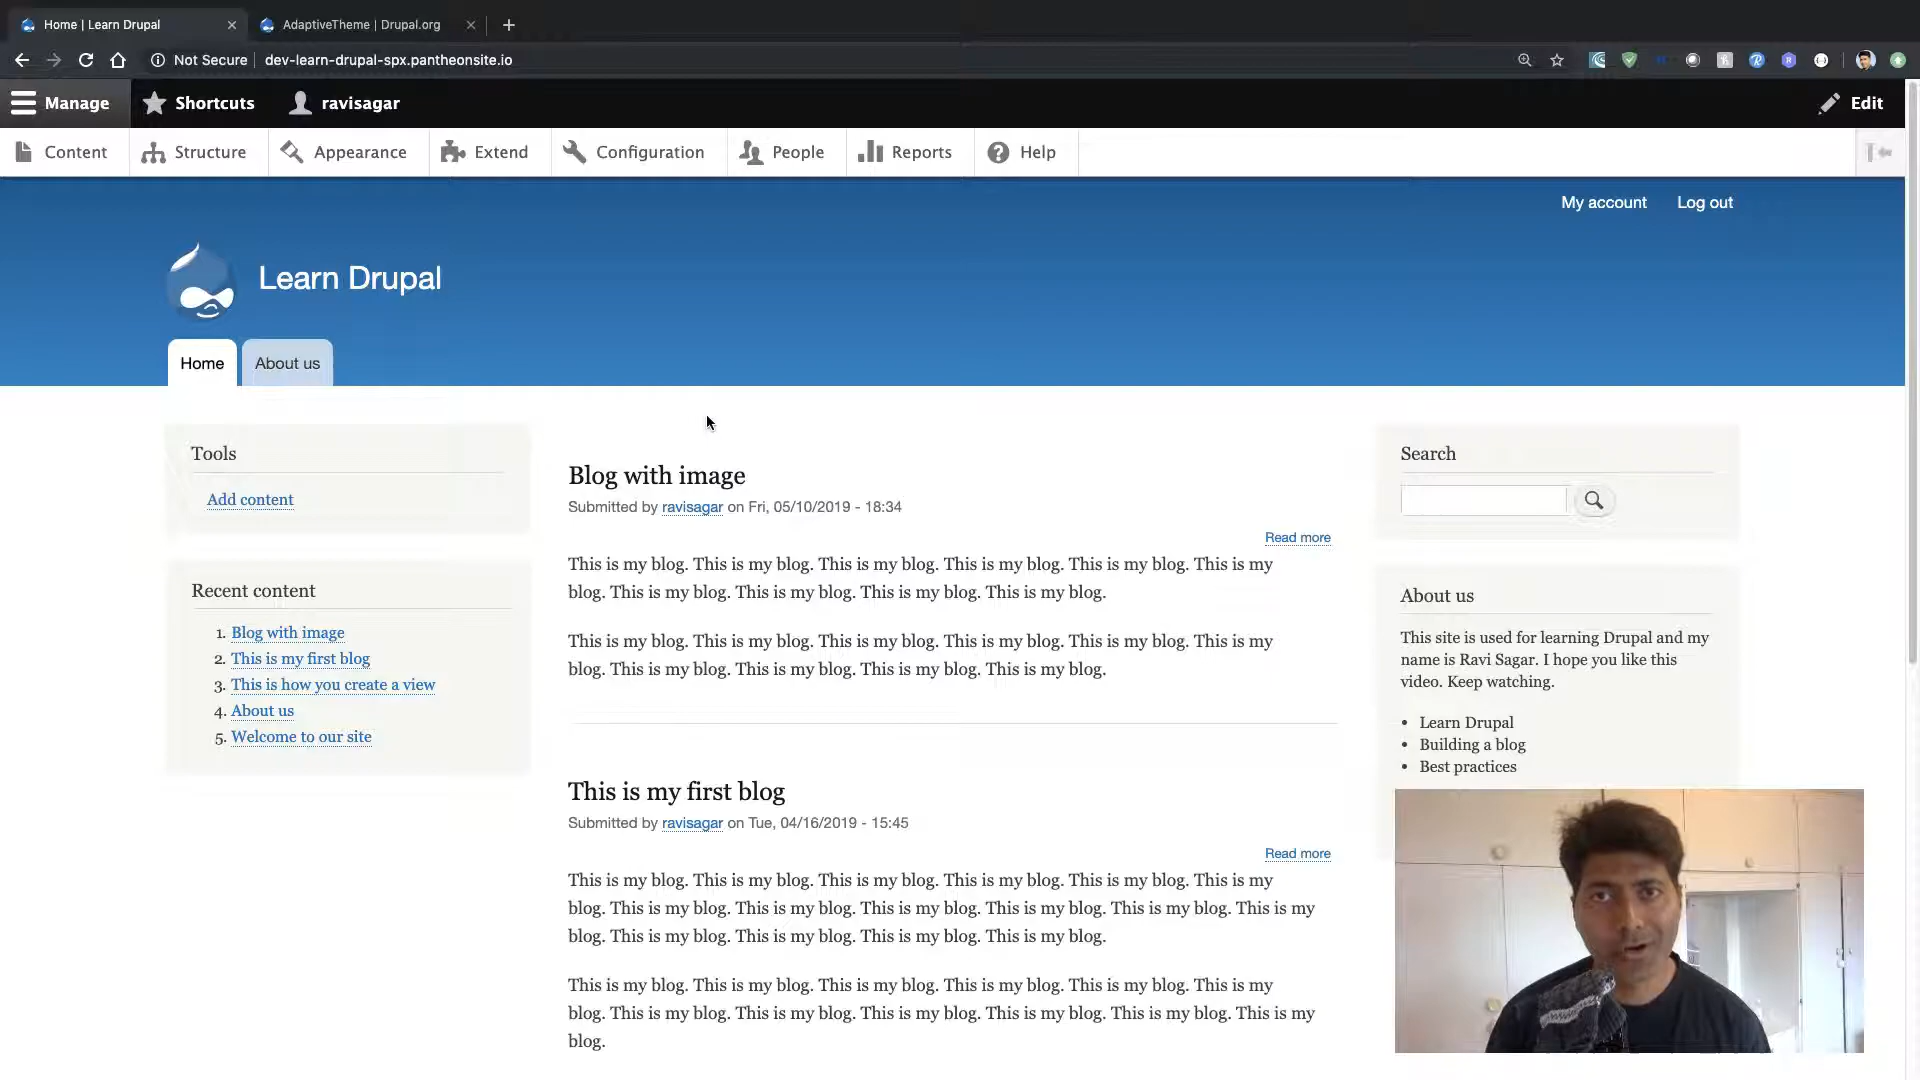 Home | Learn Drupal
AdaptiveTheme | Drupal.org
Not Secure
dev-learn-drupal-spx.pantheonsite.io
Manage
Shortcuts
ravisagar
Edit
Content
Structure
Appearance
Extend
Configuration
People
Reports
Help
My account
Log out
Learn Drupal
Home
About us
Tools
Add content
Recent content
1. Blog with image
2. This is my first blog
3. This is how you create a view
4. About us
5. Welcome to our site
Blog with image
Submitted by ravisagar on Fri, 05/10/2019 - 18:34
Read more
This is my blog. This is my blog. This is my blog. This is my blog. This is my blog. This is my
blog. This is my blog. This is my blog. This is my blog. This is my blog.
This is my blog. This is my blog. This is my blog. This is my blog. This is my blog. This is my
blog. This is my blog. This is my blog. This is my blog. This is my blog.
This is my first blog
Submitted by ravisagar on Tue, 04/16/2019 - 15:45
Read more
This is my blog. This is my blog. This is my blog. This is my blog. This is my blog. This is my
blog. This is my blog. This is my blog. This is my blog. This is my blog. This is my blog. This is my
blog. This is my blog. This is my blog. This is my blog. This is my blog.
This is my blog. This is my blog. This is my blog. This is my blog. This is my blog. This is my
blog. This is my blog. This is my blog. This is my blog. This is my blog. This is my blog. This is my
blog.
Search
About us
This site is used for learning Drupal and my
name is Ravi Sagar. I hope you like this
video. Keep watching.
• Learn Drupal
• Building a blog
• Best practices